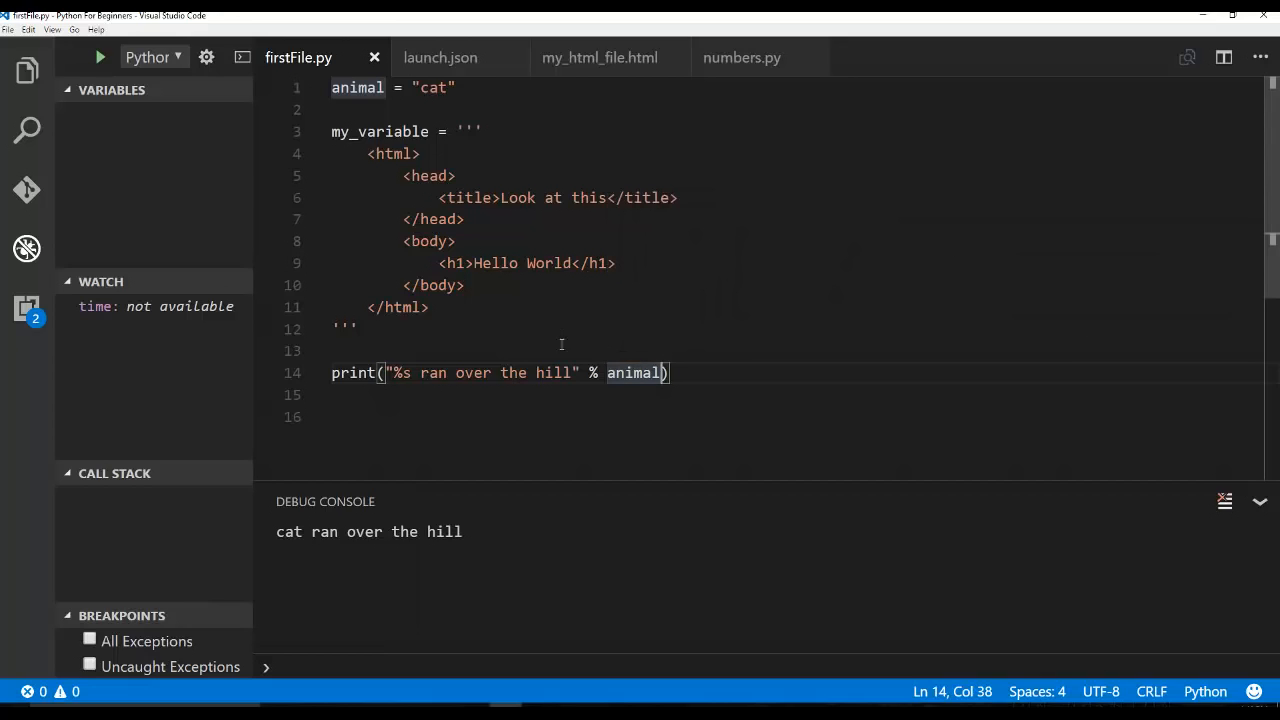 firstFile.py - Python For Beginners - Visual Studio Code
File Edit View Go Help
Python
firstFile.py
launch.json
my_html_file.html
numbers.py
VARIABLES
WATCH
time: not available
CALL STACK
BREAKPOINTS
All Exceptions
Uncaught Exceptions
2
1 animal = "cat"
2
3 my_variable = '''
4 <html>
5 <head>
6 <title>Look at this</title>
7 </head>
8 <body>
9 <h1>Hello World</h1>
10 </body>
11 </html>
12 '''
13
14 print("%s ran over the hill" % animal)
15
16
DEBUG CONSOLE
cat ran over the hill
0 0
Ln 14, Col 38 Spaces: 4 UTF-8 CRLF Python